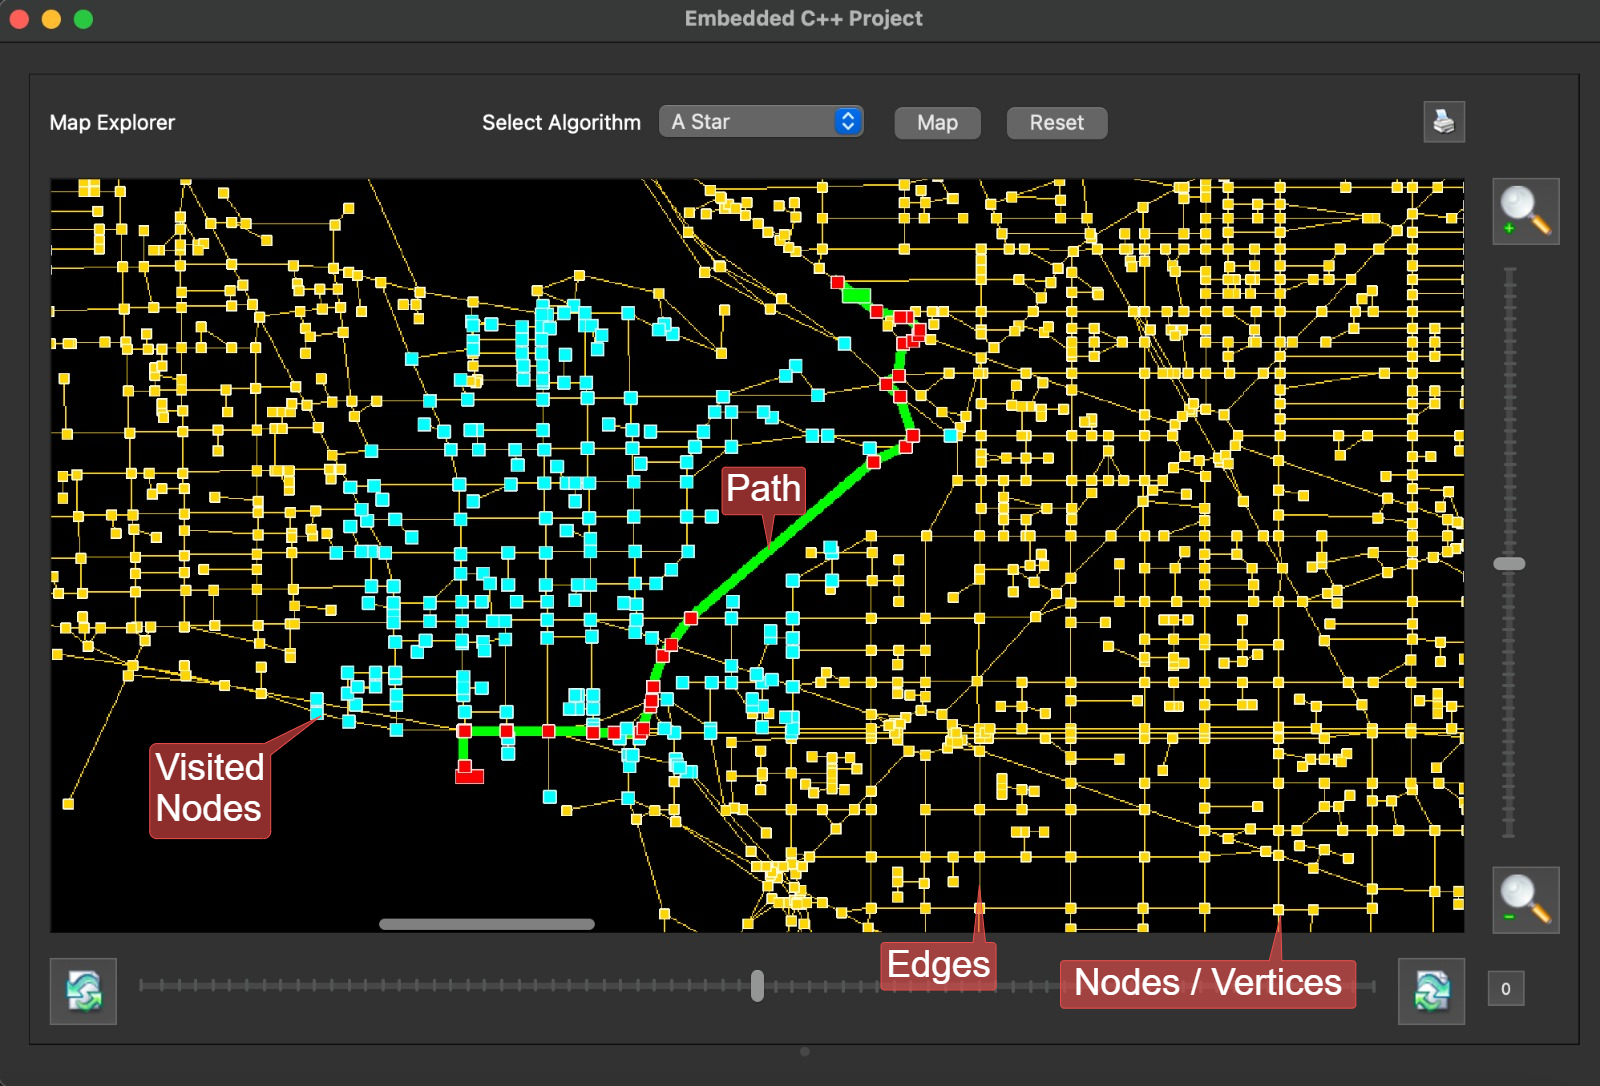 Embedded C++ Project
Map Explorer
Select Algorithm
A Star
Map
Reset
Path
Visited
Nodes
Edges
Nodes / Vertices
0